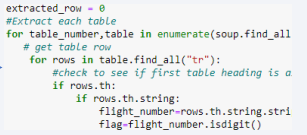 extracted_row = 0
#Extract each table
for table_number,table in enumerate(soup.find_all
# get table row
for rows in table.find_all("tr"):
#check to see if first table heading is a
if rows.th:
if rows.th.string:
flight_number=rows.th.string.stri
flag=flight_number.isdigit()